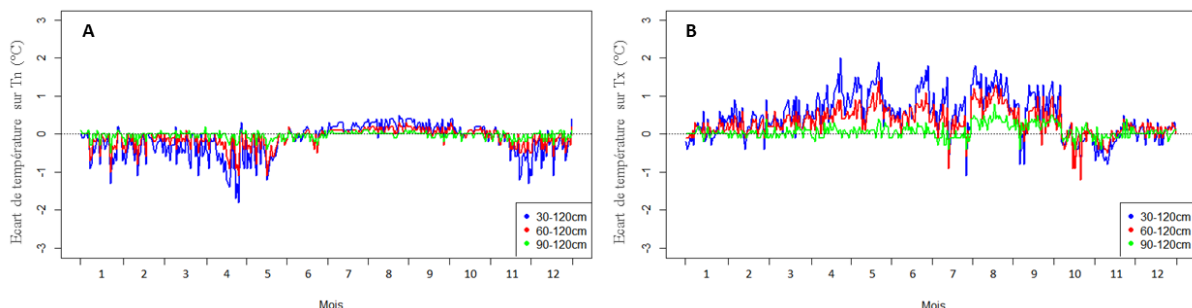 A
Ecart de température sur Tn (°C)
3
2
1
0
-1
-2
-3
30-120cm
60-120cm
90-120cm
1 2 3 4 5 6 7 8 9 10 11 12
Mois
B
Ecart de température sur Tx (°C)
3
2
1
0
-1
-2
-3
30-120cm
60-120cm
90-120cm
1 2 3 4 5 6 7 8 9 10 11 12
Mois